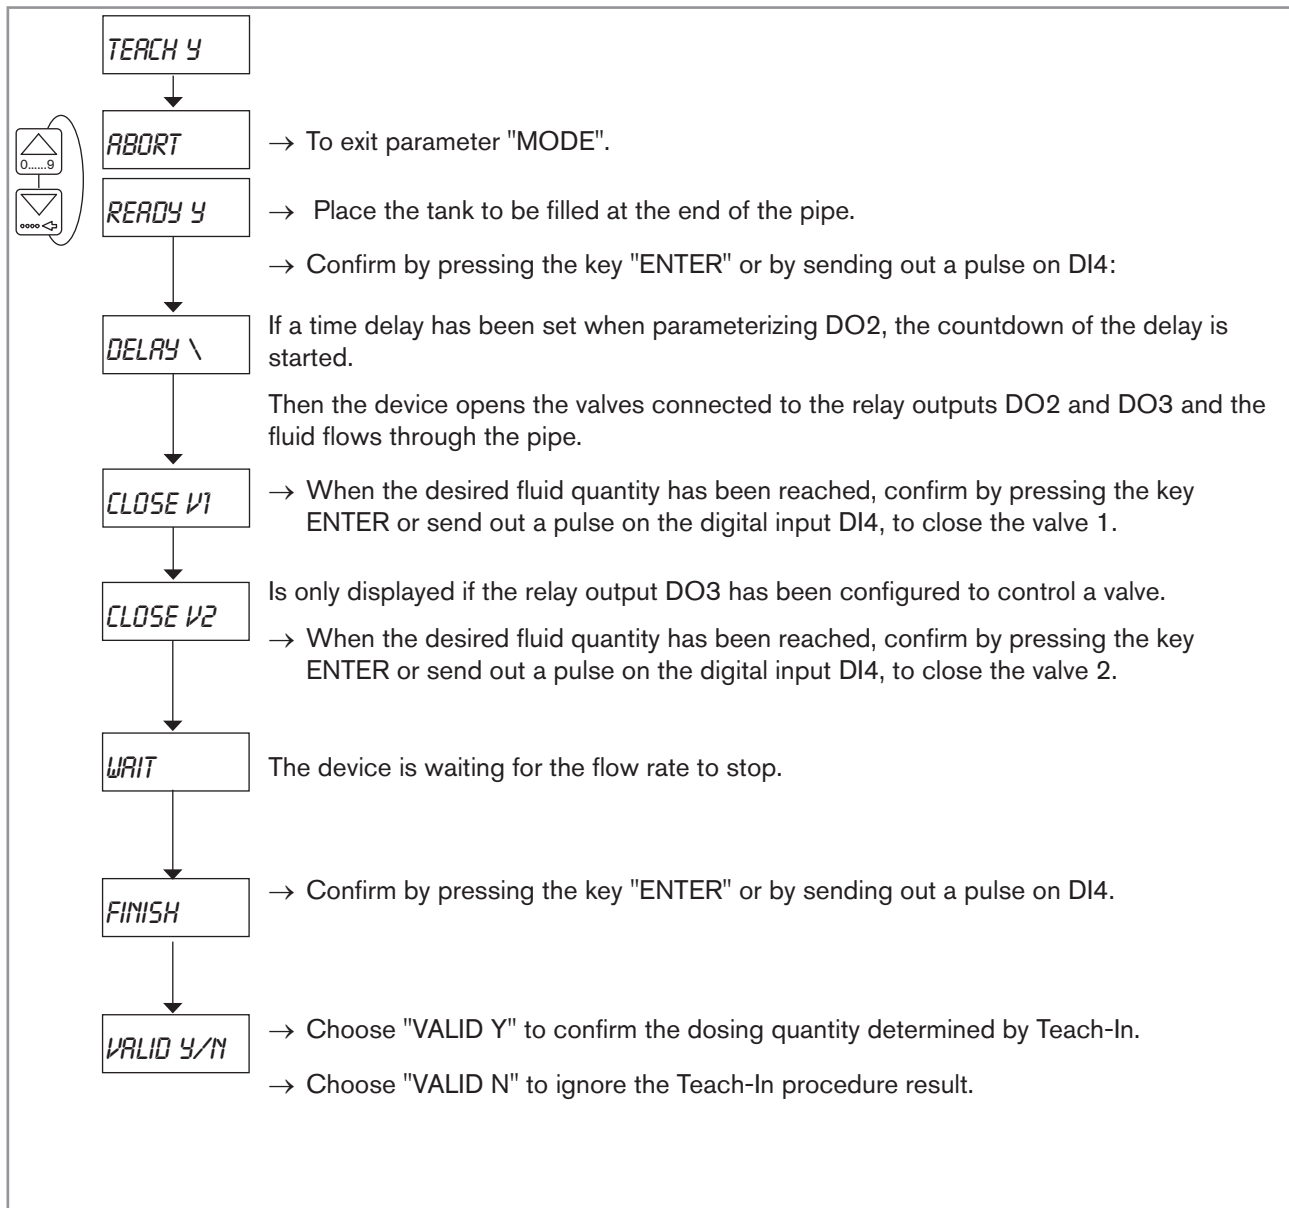 TEACH Y
ABORT
→ To exit parameter "MODE".
0......9
READY Y
→ Place the tank to be filled at the end of the pipe.
→ Confirm by pressing the key "ENTER" or by sending out a pulse on DI4:
DELAY \
If a time delay has been set when parameterizing DO2, the countdown of the delay is
started.
Then the device opens the valves connected to the relay outputs DO2 and DO3 and the
fluid flows through the pipe.
CLOSE V1
→ When the desired fluid quantity has been reached, confirm by pressing the key
ENTER or send out a pulse on the digital input DI4, to close the valve 1.
CLOSE V2
Is only displayed if the relay output DO3 has been configured to control a valve.
→ When the desired fluid quantity has been reached, confirm by pressing the key
ENTER or send out a pulse on the digital input DI4, to close the valve 2.
WAIT
The device is waiting for the flow rate to stop.
FINISH
→ Confirm by pressing the key "ENTER" or by sending out a pulse on DI4.
VALID Y/N
→ Choose "VALID Y" to confirm the dosing quantity determined by Teach-In.
→ Choose "VALID N" to ignore the Teach-In procedure result.